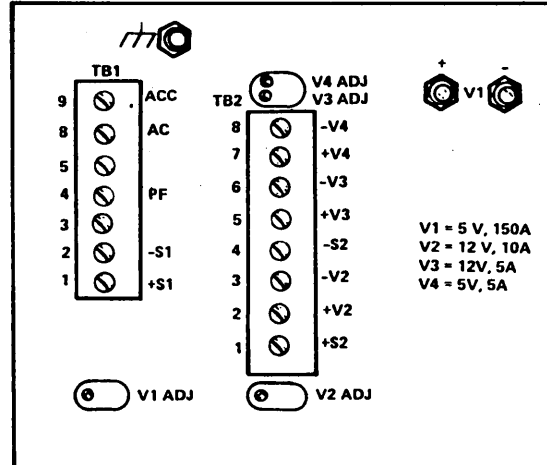 TB1
9 ACC
8 AC
5
4 PF
3
2 -S1
1 +S1
V1 ADJ
V4 ADJ
TB2 V3 ADJ
8 -V4
7 +V4
6 -V3
5 +V3
4 -S2
3 -V2
2 +V2
1 +S2
V2 ADJ
+ V1 -
V1 = 5 V, 150A
V2 = 12 V, 10A
V3 = 12V, 5A
V4 = 5V, 5A